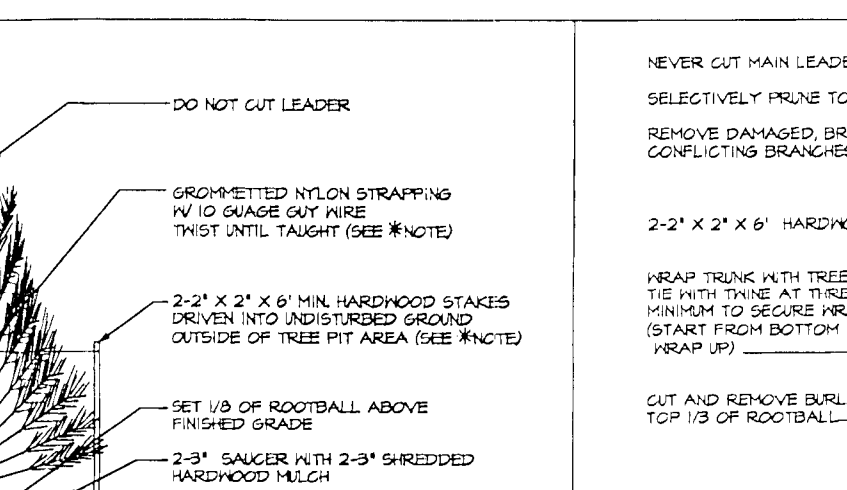 DO NOT CUT LEADER
GROMMETTED NYLON STRAPPING
W/ 10 GUAGE GUY WIRE
TWIST UNTIL TAUGHT (SEE *NOTE)
2-2" X 2" X 6' MIN. HARDWOOD STAKES
DRIVEN INTO UNDISTURBED GROUND
OUTSIDE OF TREE PIT AREA (SEE *NOTE)
SET 1/8 OF ROOTBALL ABOVE
FINISHED GRADE
2-3" SAUCER WITH 2-3" SHREDDED
HARDWOOD MULCH
NEVER CUT MAIN LEADE
SELECTIVELY PRUNE TO
REMOVE DAMAGED, BR
CONFLICTING BRANCHES
2-2" X 2" X 6' HARDWO
WRAP TRUNK WITH TREE
TIE WITH TWINE AT THRE
MINIMUM TO SECURE WRA
(START FROM BOTTOM
WRAP UP)
CUT AND REMOVE BURL
TOP 1/3 OF ROOTBALL